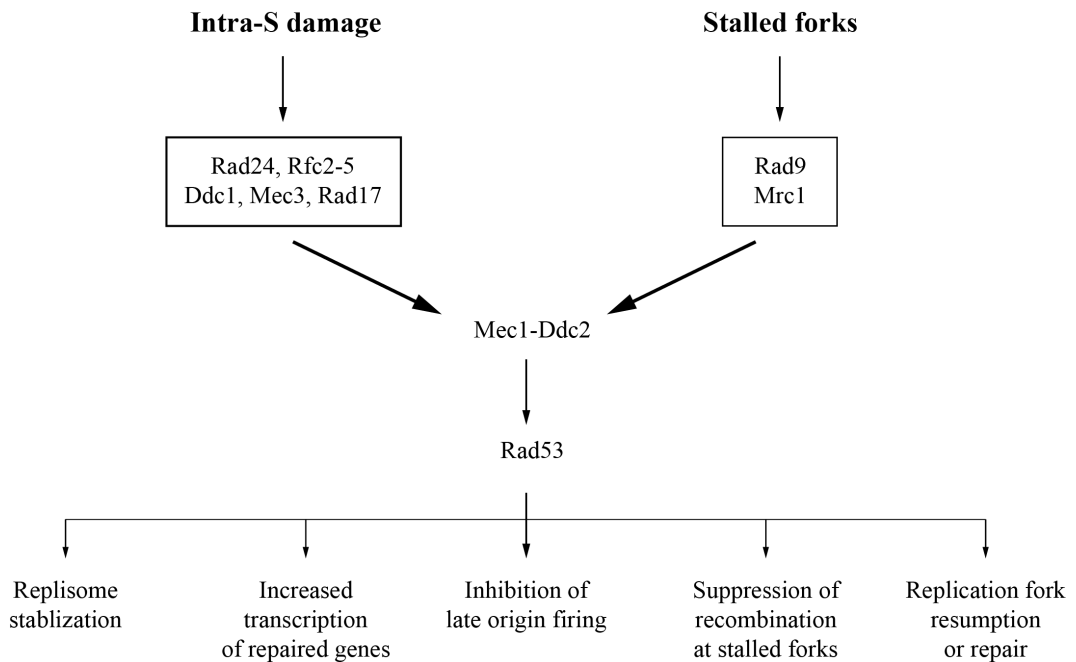 Intra-S damage
Stalled forks
Rad24, Rfc2-5
Ddc1, Mec3, Rad17
Rad9
Mrc1
Mec1-Ddc2
Rad53
Replisome
stablization
Increased
transcription
of repaired genes
Inhibition of
late origin firing
Suppression of
recombination
at stalled forks
Replication fork
resumption
or repair